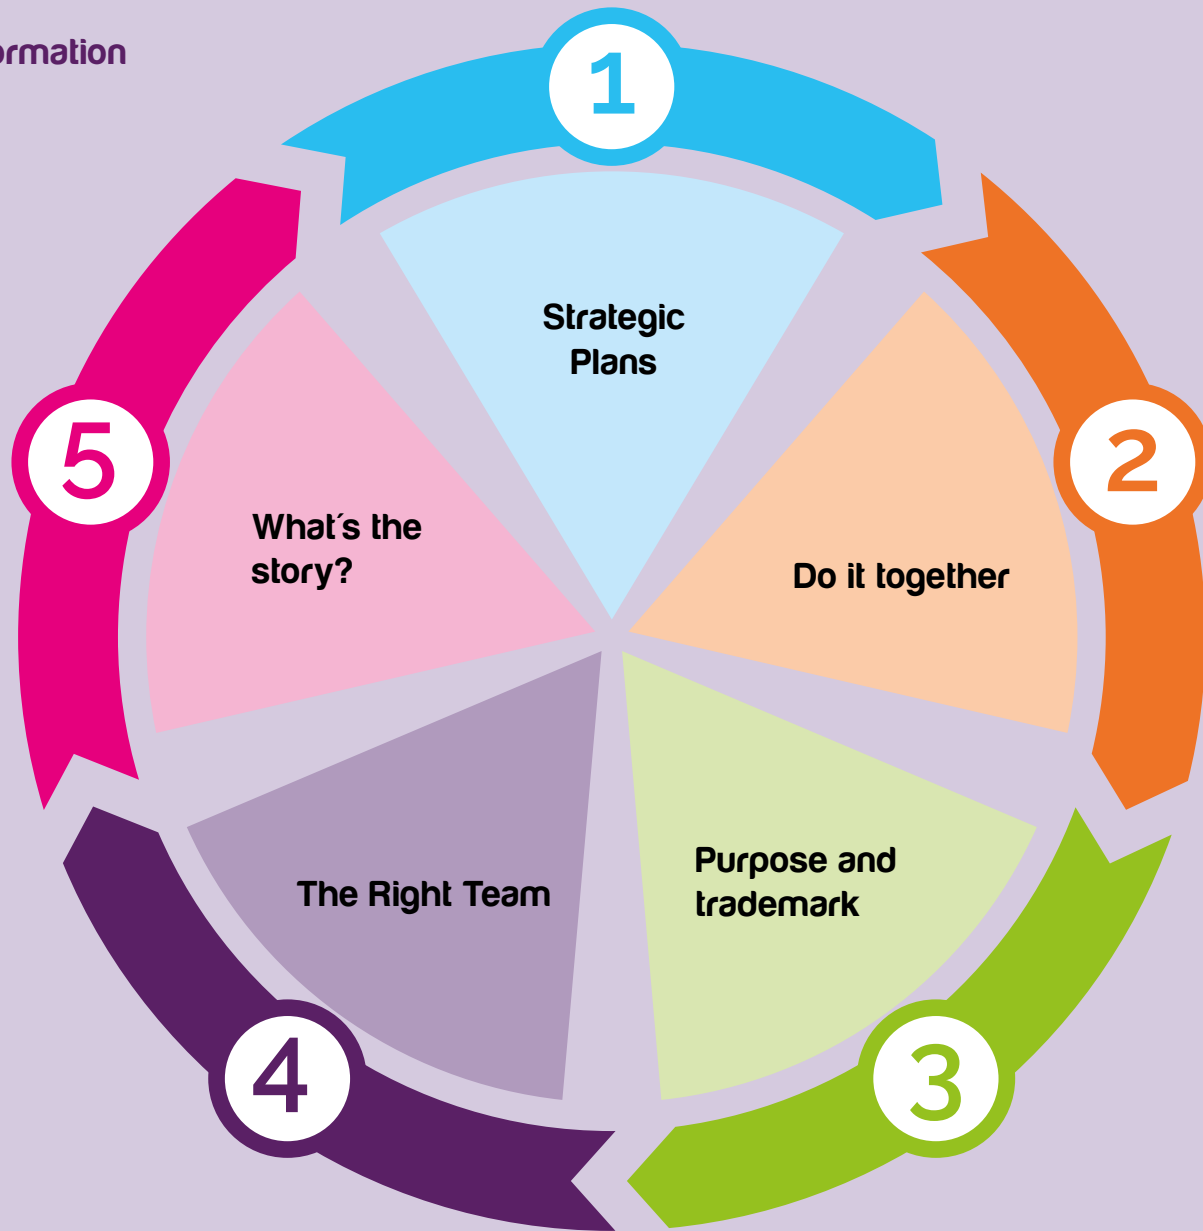 ormation
1
Strategic
Plans
2
Do it together
3
Purpose and
trademark
4
The Right Team
5
What´s the
story?